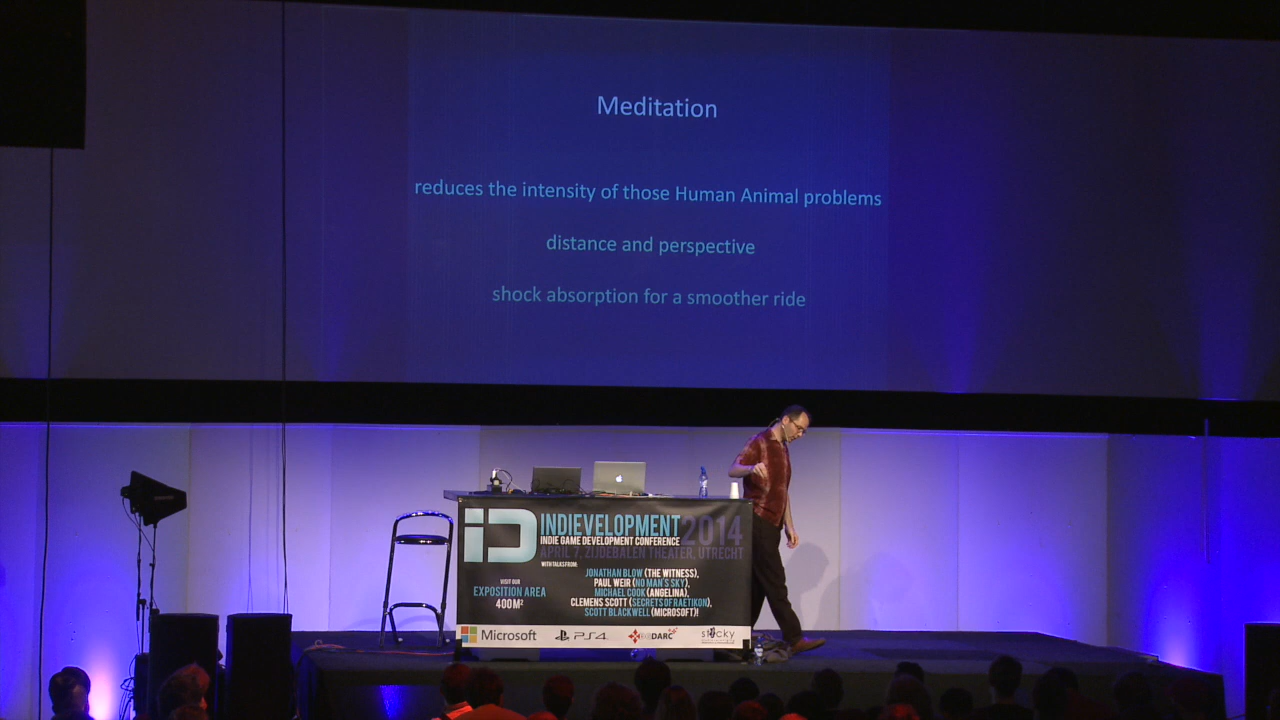 Meditation
reduces the intensity of those Human Animal problems
distance and perspective
shock absorption for a smoother ride
iD INDIEVELOPMENT 2014
INDIE GAME DEVELOPMENT CONFERENCE
APRIL 7, ZIJDEBALEN THEATER, UTRECHT
WITH TALKS FROM:
JONATHAN BLOW (THE WITNESS),
PAUL WEIR (NO MAN'S SKY),
MICHAEL COOK (ANGELINA),
CLEMENS SCOTT (SECRETS OF RAETIKON),
SCOTT BLACKWELL (MICROSOFT)!
VISIT OUR
EXPOSITION AREA
400M²
Microsoft PS4 sticky